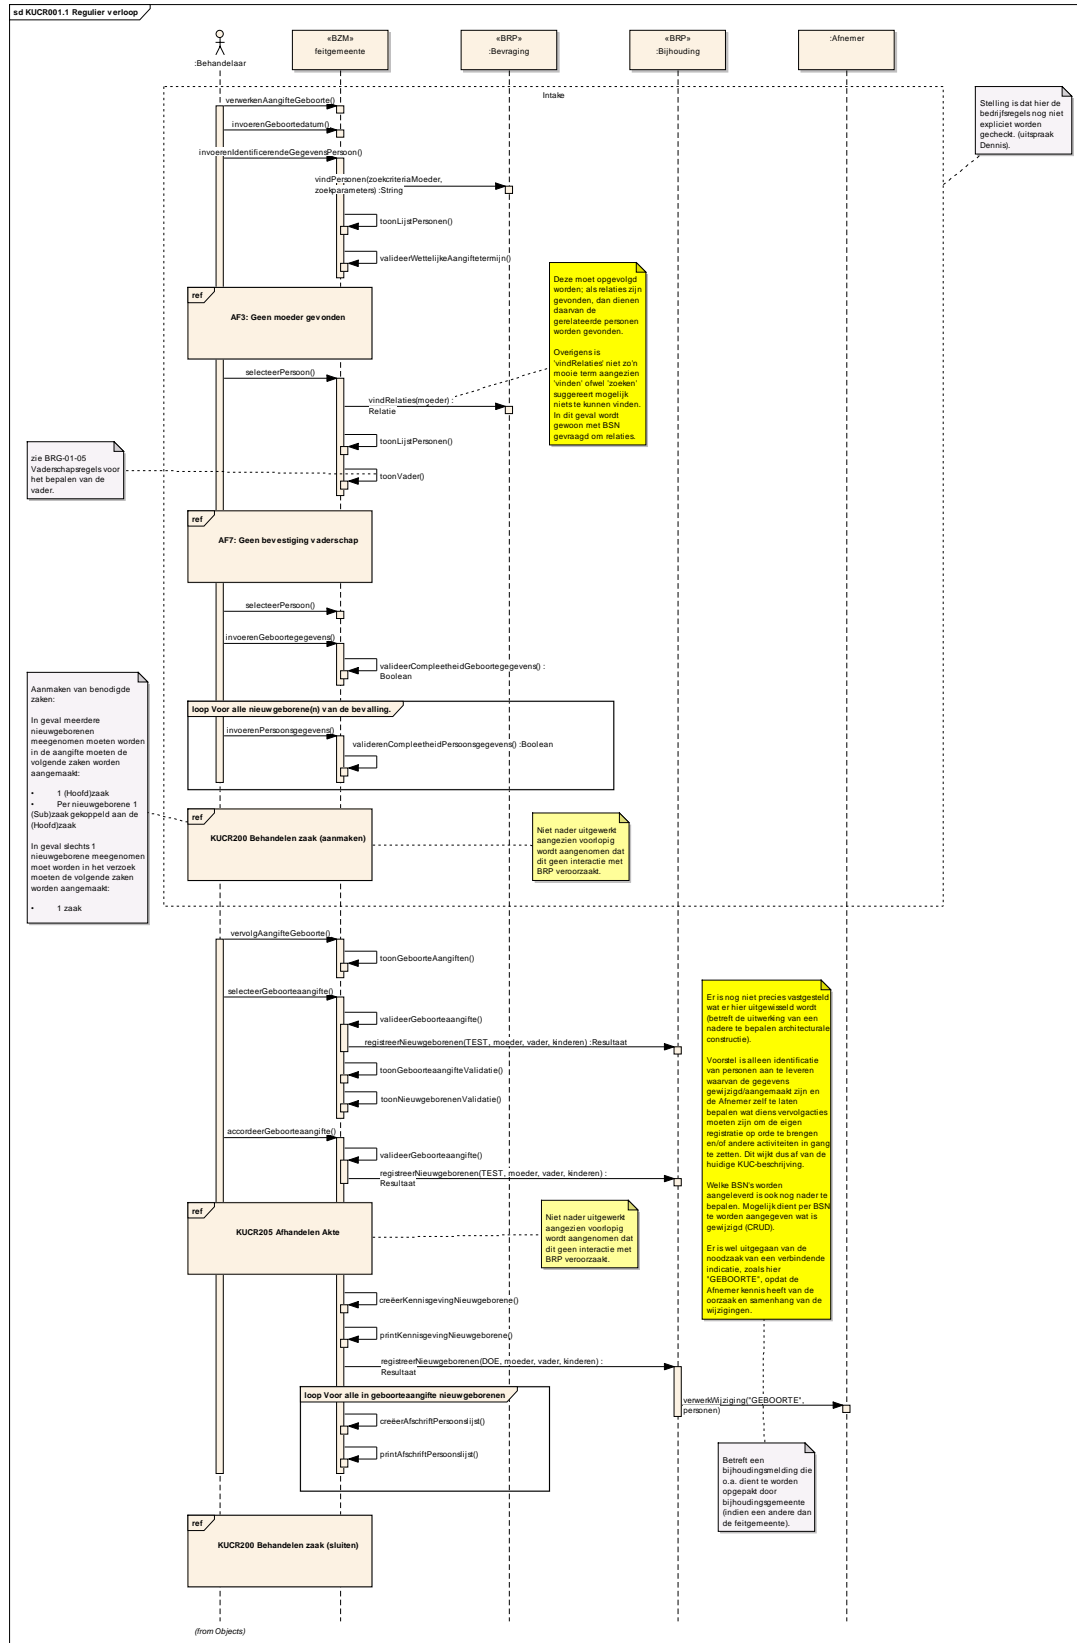 sd KUCR001.1 Regulier verloop
:Behandelaar
«BZM»
feitgemeente
«BRP»
:Bevraging
«BRP»
:Bijhouding
:Afnemer
Intake
Stelling is dat hier de
bedrijfsregels nog niet
expliciet worden
gecheckt. (uitspraak
Dennis).
verwerkenAangifteGeboorte()
invoerenGeboortedatum()
invoerenIdentificerendeGegevensPersoon()
vindPersonen(zoekcriteriaMoeder,
zoekparameters) :String
toonLijstPersonen()
valideerWettelijkeAangiftetermijn()
ref
AF3: Geen moeder gevonden
Deze moet opgevolgd
worden; als relaties zijn
gevonden, dan dienen
daarvan de
gerelateerde personen
worden gevonden.
Overigens is
'vindRelaties' niet zo'n
mooie term aangezien
'vinden' ofwel 'zoeken'
suggereert mogelijk
niets te kunnen vinden.
In dit geval wordt
gewoon met BSN
gevraagd om relaties.
selecteerPersoon()
vindRelaties(moeder) :
Relatie
toonLijstPersonen()
zie BRG-01-05
Vaderschapsregels voor
het bepalen van de
vader.
toonVader()
ref
AF7: Geen bevestiging vaderschap
selecteerPersoon()
invoerenGeboortegegevens()
valideerCompleetheidGeboortegegevens() :
Boolean
Aanmaken van benodigde
zaken:
In geval meerdere
nieuwgeborenen
meegenomen moeten worden
in de aangifte moeten de
volgende zaken worden
aangemaakt:
• 1 (Hoofd)zaak
• Per nieuwgeborene 1
(Sub)zaak gekoppeld aan de
(Hoofd)zaak
In geval slechts 1
nieuwgeborene meegenomen
moet worden in het verzoek
moeten de volgende zaken
worden aangemaakt:
• 1 zaak
loop Voor alle nieuwgeborene(n) van de bevalling.
invoerenPersoonsgegevens()
validerenCompleetheidPersoonsgegevens() :Boolean
ref
KUCR200 Behandelen zaak (aanmaken)
Niet nader uitgewerkt
aangezien voorlopig
wordt aangenomen dat
dit geen interactie met
BRP veroorzaakt.
vervolgAangifteGeboorte()
toonGeboorteAangiften()
selecteerGeboorteaangifte()
valideerGeboorteaangifte()
registreerNieuwgeborenen(TEST, moeder, vader, kinderen) :Resultaat
toonGeboorteaangifteValidatie()
toonNieuwgeborenenValidatie()
accordeerGeboorteaangifte()
valideerGeboorteaangifte()
registreerNieuwgeborenen(TEST, moeder, vader, kinderen) :
Resultaat
Er is nog niet precies vastgesteld
wat er hier uitgewisseld wordt
(betreft de uitwerking van een
nadere te bepalen architecturale
constructie).
Voorstel is alleen identificatie
van personen aan te leveren
waarvan de gegevens
gewijzigd/aangemaakt zijn en
de Afnemer zelf te laten
bepalen wat diens vervolgacties
moeten zijn om de eigen
registratie op orde te brengen
en/of andere activiteiten in gang
te zetten. Dit wijkt dus af van de
huidige KUC-beschrijving.
Welke BSN's worden
aangeleverd is ook nog nader te
bepalen. Mogelijk dient per BSN
te worden aangegeven wat is
gewijzigd (CRUD).
Er is wel uitgegaan van de
noodzaak van een verbindende
indicatie, zoals hier
"GEBOORTE", opdat de
Afnemer kennis heeft van de
oorzaak en samenhang van de
wijzigingen.
ref
KUCR205 Afhandelen Akte
Niet nader uitgewerkt
aangezien voorlopig
wordt aangenomen dat
dit geen interactie met
BRP veroorzaakt.
creëerKennisgevingNieuwgeborene()
printKennisgevingNieuwgeborene()
registreerNieuwgeborenen(DOE, moeder, vader, kinderen) :
Resultaat
loop Voor alle in geboorteaangifte nieuwgeborenen
verwerkWijziging("GEBOORTE",
personen)
creëerAfschriftPersoonslijst()
printAfschriftPersoonslijst()
Betreft een
bijhoudingsmelding die
o.a. dient te worden
opgepakt door
bijhoudingsgemeente
(indien een andere dan
de feitgemeente).
ref
KUCR200 Behandelen zaak (sluiten)
(from Objects)